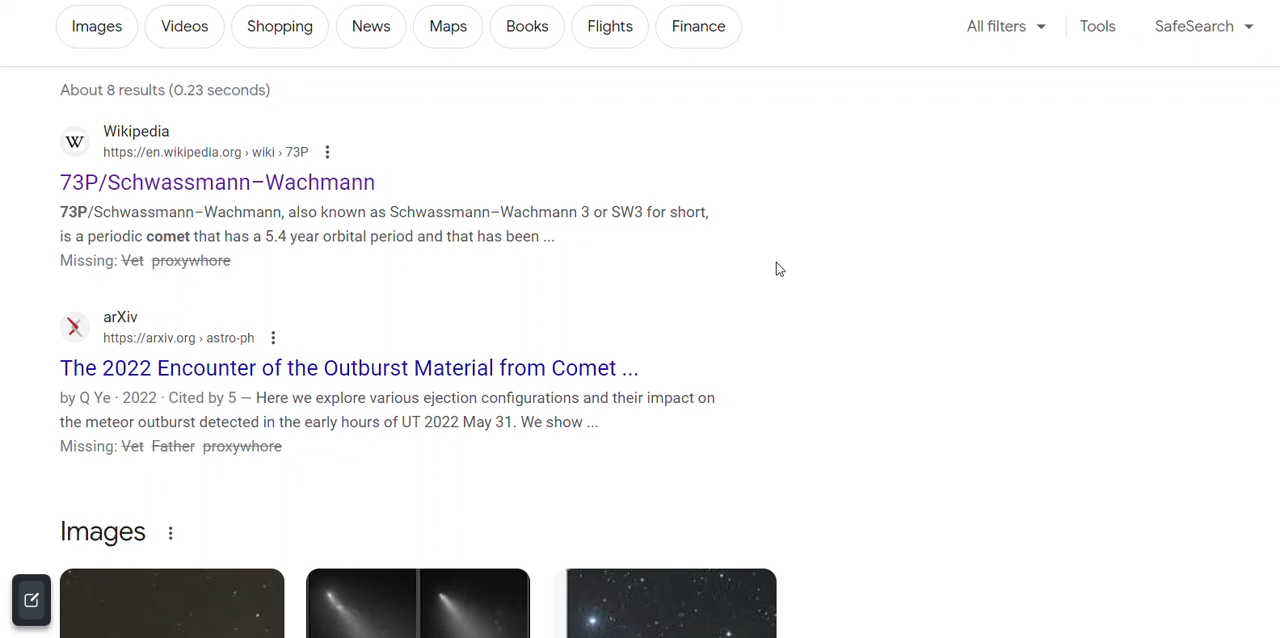 Images Videos Shopping News Maps Books Flights Finance All filters Tools SafeSearch
About 8 results (0.23 seconds)
W Wikipedia
https://en.wikipedia.org › wiki › 73P
73P/Schwassmann–Wachmann
73P/Schwassmann–Wachmann, also known as Schwassmann–Wachmann 3 or SW3 for short,
is a periodic comet that has a 5.4 year orbital period and that has been ...
Missing: Vet proxywhore
arXiv
https://arxiv.org › astro-ph
The 2022 Encounter of the Outburst Material from Comet ...
by Q Ye · 2022 · Cited by 5 — Here we explore various ejection configurations and their impact on
the meteor outburst detected in the early hours of UT 2022 May 31. We show ...
Missing: Vet Father proxywhore
Images